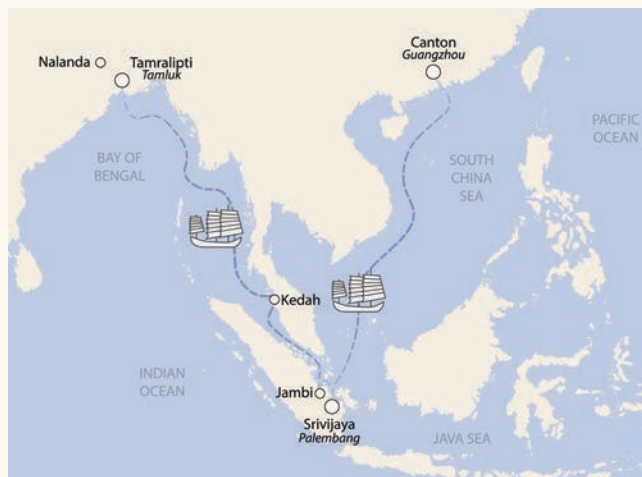 Nalanda
Tamralipti
Tamluk
Canton
Guangzhou
PACIFIC
OCEAN
BAY OF
BENGAL
SOUTH
CHINA
SEA
Kedah
INDIAN
OCEAN
Jambi
Srivijaya
Palembang
JAVA SEA